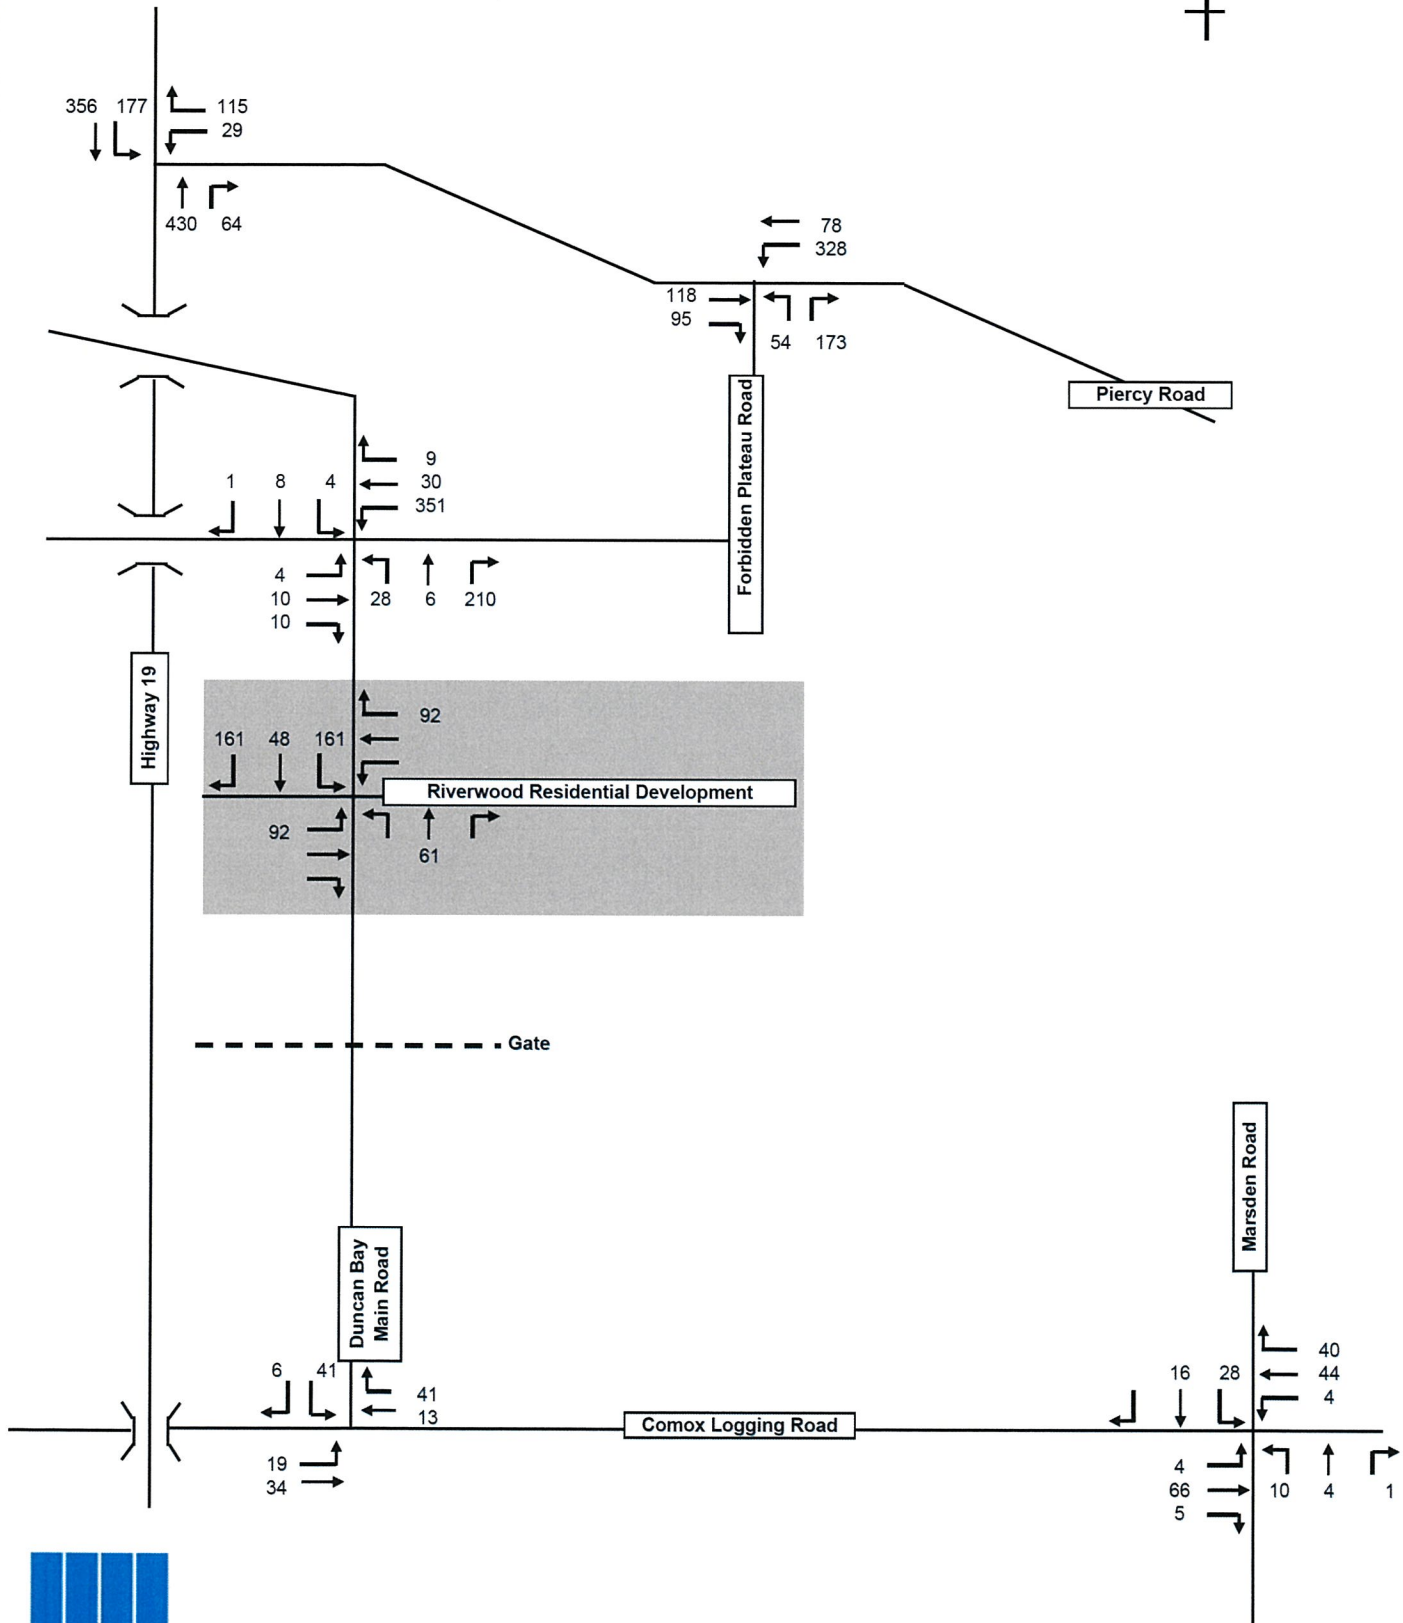 356 177 115
29
430 64
78
328
118
95
54 173
Piercy Road
Forbidden Plateau Road
9
1 8 4 30
351
4
10 28 6 210
10
Highway 19
92
161 48 161
Riverwood Residential Development
92
61
Gate
Marsden Road
Duncan Bay
Main Road
6 41
41
13
Comox Logging Road
19
34
40
16 28 44
4
4
66 10 4 1
5